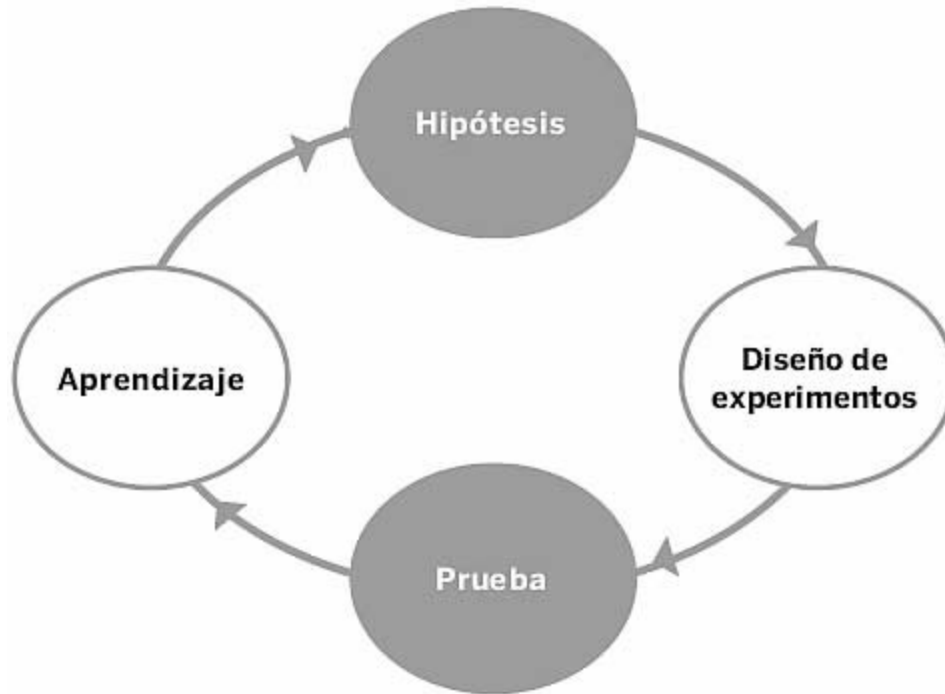 Hipótesis
Diseño de
experimentos
Prueba
Aprendizaje